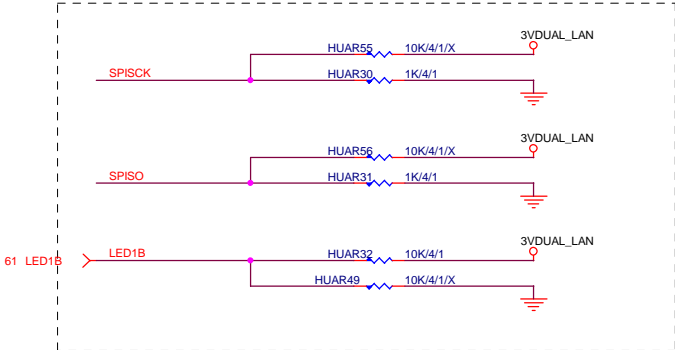 3VDUAL_LAN
HUAR55 10K/4/1/X
SPISCK HUAR30 1K/4/1
3VDUAL_LAN
HUAR56 10K/4/1/X
SPISO HUAR31 1K/4/1
3VDUAL_LAN
61 LED1B LED1B HUAR32 10K/4/1
HUAR49 10K/4/1/X